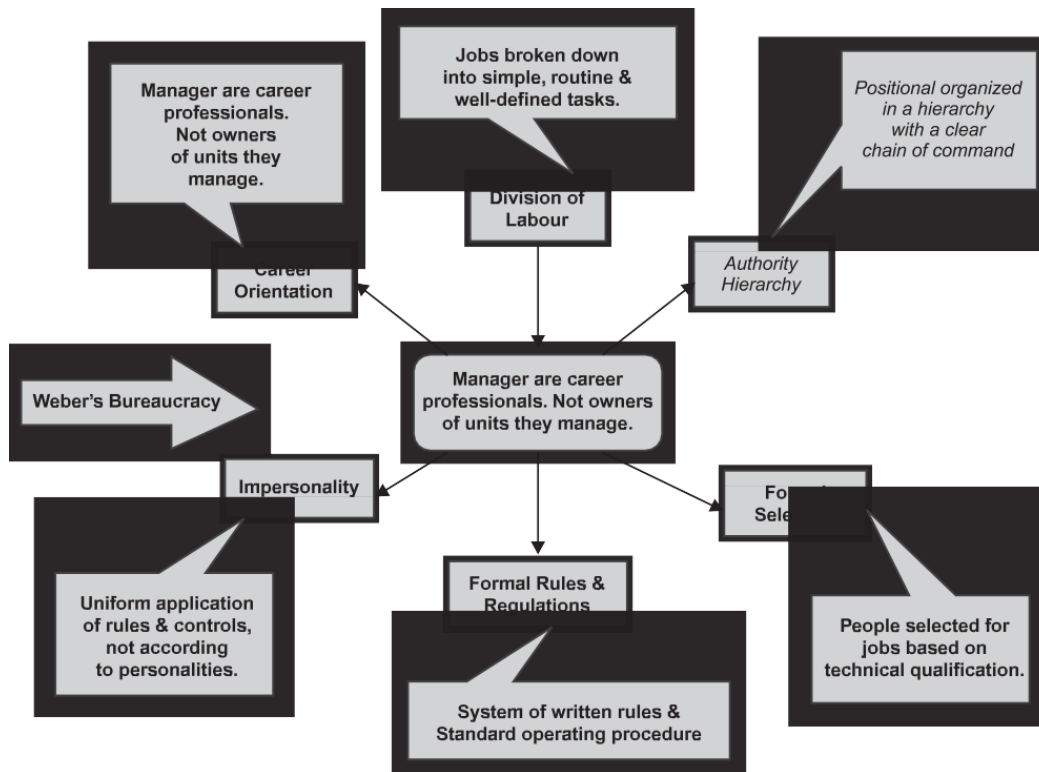 Jobs broken down
into simple, routine &
well-defined tasks.
Manager are career
professionals.
Not owners
of units they
manage.
Positional organized
in a hierarchy
with a clear
chain of command
Division of
Labour
Career
Orientation
Authority
Hierarchy
Manager are career
professionals. Not owners
of units they manage.
Weber's Bureaucracy
Impersonality
Formal Rules &
Regulations
Uniform application
of rules & controls,
not according
to personalities.
People selected for
jobs based on
technical qualification.
System of written rules &
Standard operating procedure